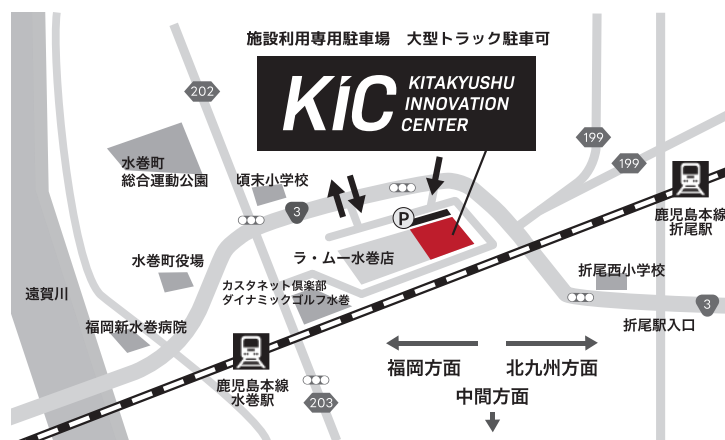 施設利用専用駐車場 大型トラック駐車可
KiC
KITAKYUSHU
INNOVATION
CENTER
202
199
199
水巻町
総合運動公園
頃末小学校
3
P
鹿児島本線
折尾駅
水巻町役場
ラ・ムー水巻店
カスタネット倶楽部
ダイナミックゴルフ水巻
折尾西小学校
遠賀川
3
福岡新水巻病院
折尾駅入口
福岡方面
北九州方面
鹿児島本線
水巻駅
中間方面
203